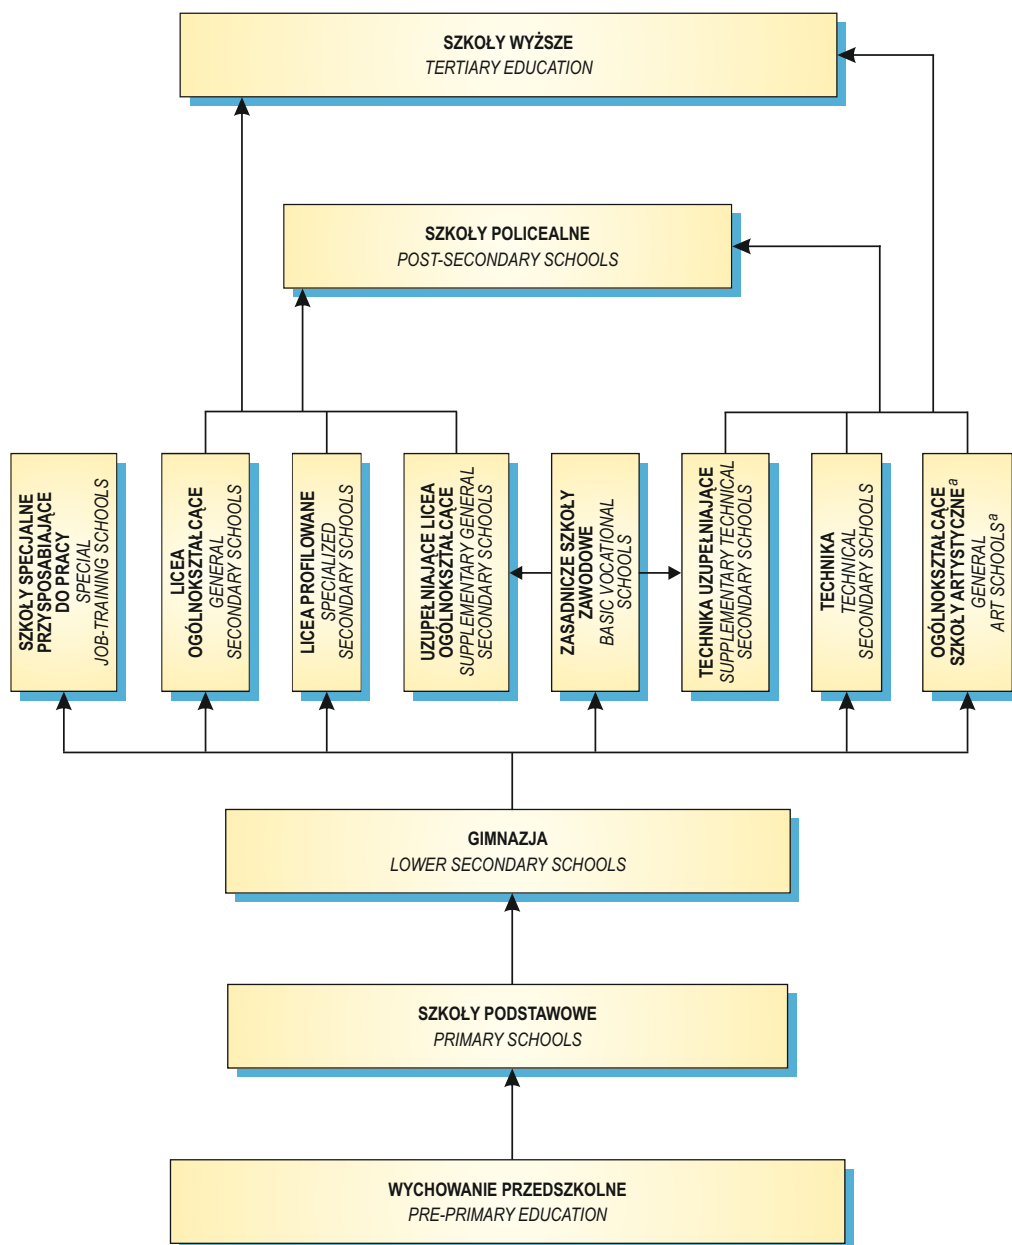 SZKOŁY WYŻSZE
TERTIARY EDUCATION
SZKOŁY POLICEALNE
POST-SECONDARY SCHOOLS
SZKOŁY SPECJALNE
PRZYSPOSABIAJĄCE
DO PRACY
SPECIAL
JOB-TRAINING SCHOOLS
LICEA
OGÓLNOKSZTAŁCĄCE
GENERAL
SECONDARY SCHOOLS
LICEA PROFILOWANE
SPECIALIZED
SECONDARY SCHOOLS
UZUPEŁNIAJĄCE LICEA
OGÓLNOKSZTAŁCĄCE
SUPPLEMENTARY GENERAL
SECONDARY SCHOOLS
ZASADNICZE SZKOŁY
ZAWODOWE
BASIC VOCATIONAL
SCHOOLS
TECHNIKA UZUPEŁNIAJĄCE
SUPPLEMENTARY TECHNICAL
SECONDARY SCHOOLS
TECHNIKA
TECHNICAL
SECONDARY SCHOOLS
OGÓLNOKSZTAŁCĄCE
SZKOŁY ARTYSTYCZNE a
GENERAL
ART SCHOOLS a
GIMNAZJA
LOWER SECONDARY SCHOOLS
SZKOŁY PODSTAWOWE
PRIMARY SCHOOLS
WYCHOWANIE PRZEDSZKOLNE
PRE-PRIMARY EDUCATION